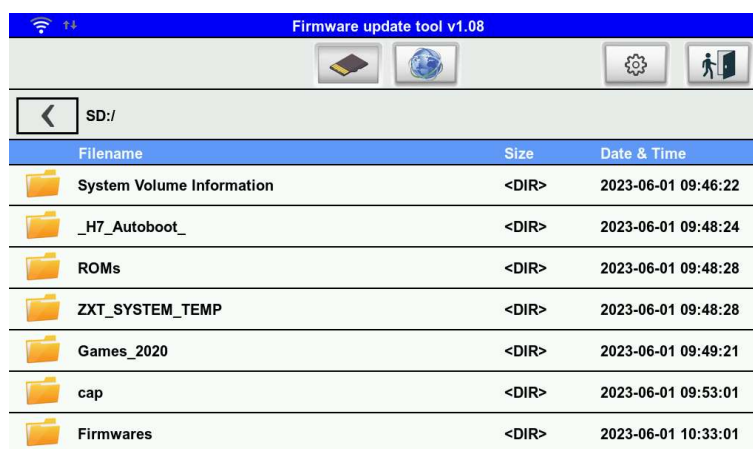 Firmware update tool v1.08
SD:/
Filename Size Date & Time
System Volume Information <DIR> 2023-06-01 09:46:22
_H7_Autoboot_ <DIR> 2023-06-01 09:48:24
ROMs <DIR> 2023-06-01 09:48:28
ZXT_SYSTEM_TEMP <DIR> 2023-06-01 09:48:28
Games_2020 <DIR> 2023-06-01 09:49:21
cap <DIR> 2023-06-01 09:53:01
Firmwares <DIR> 2023-06-01 10:33:01